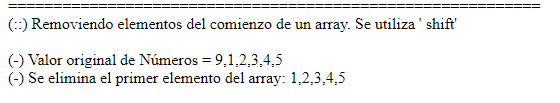 ============================================================
(::) Removiendo elementos del comienzo de un array. Se utiliza ' shift'
(-) Valor original de Números = 9,1,2,3,4,5
(-) Se elimina el primer elemento del array: 1,2,3,4,5